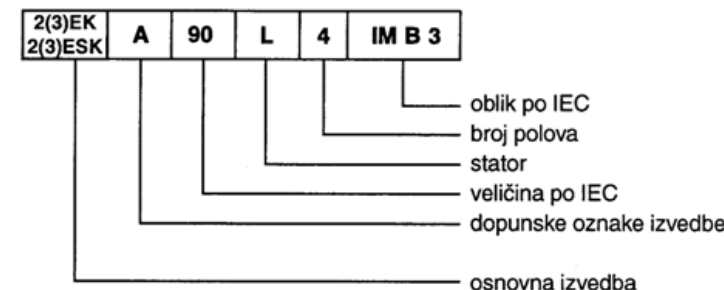 2(3)EK
2(3)ESK
A
90
L
4
IM B 3
oblik po IEC
broj polova
stator
veličina po IEC
dopunske oznake izvedbe
osnovna izvedba